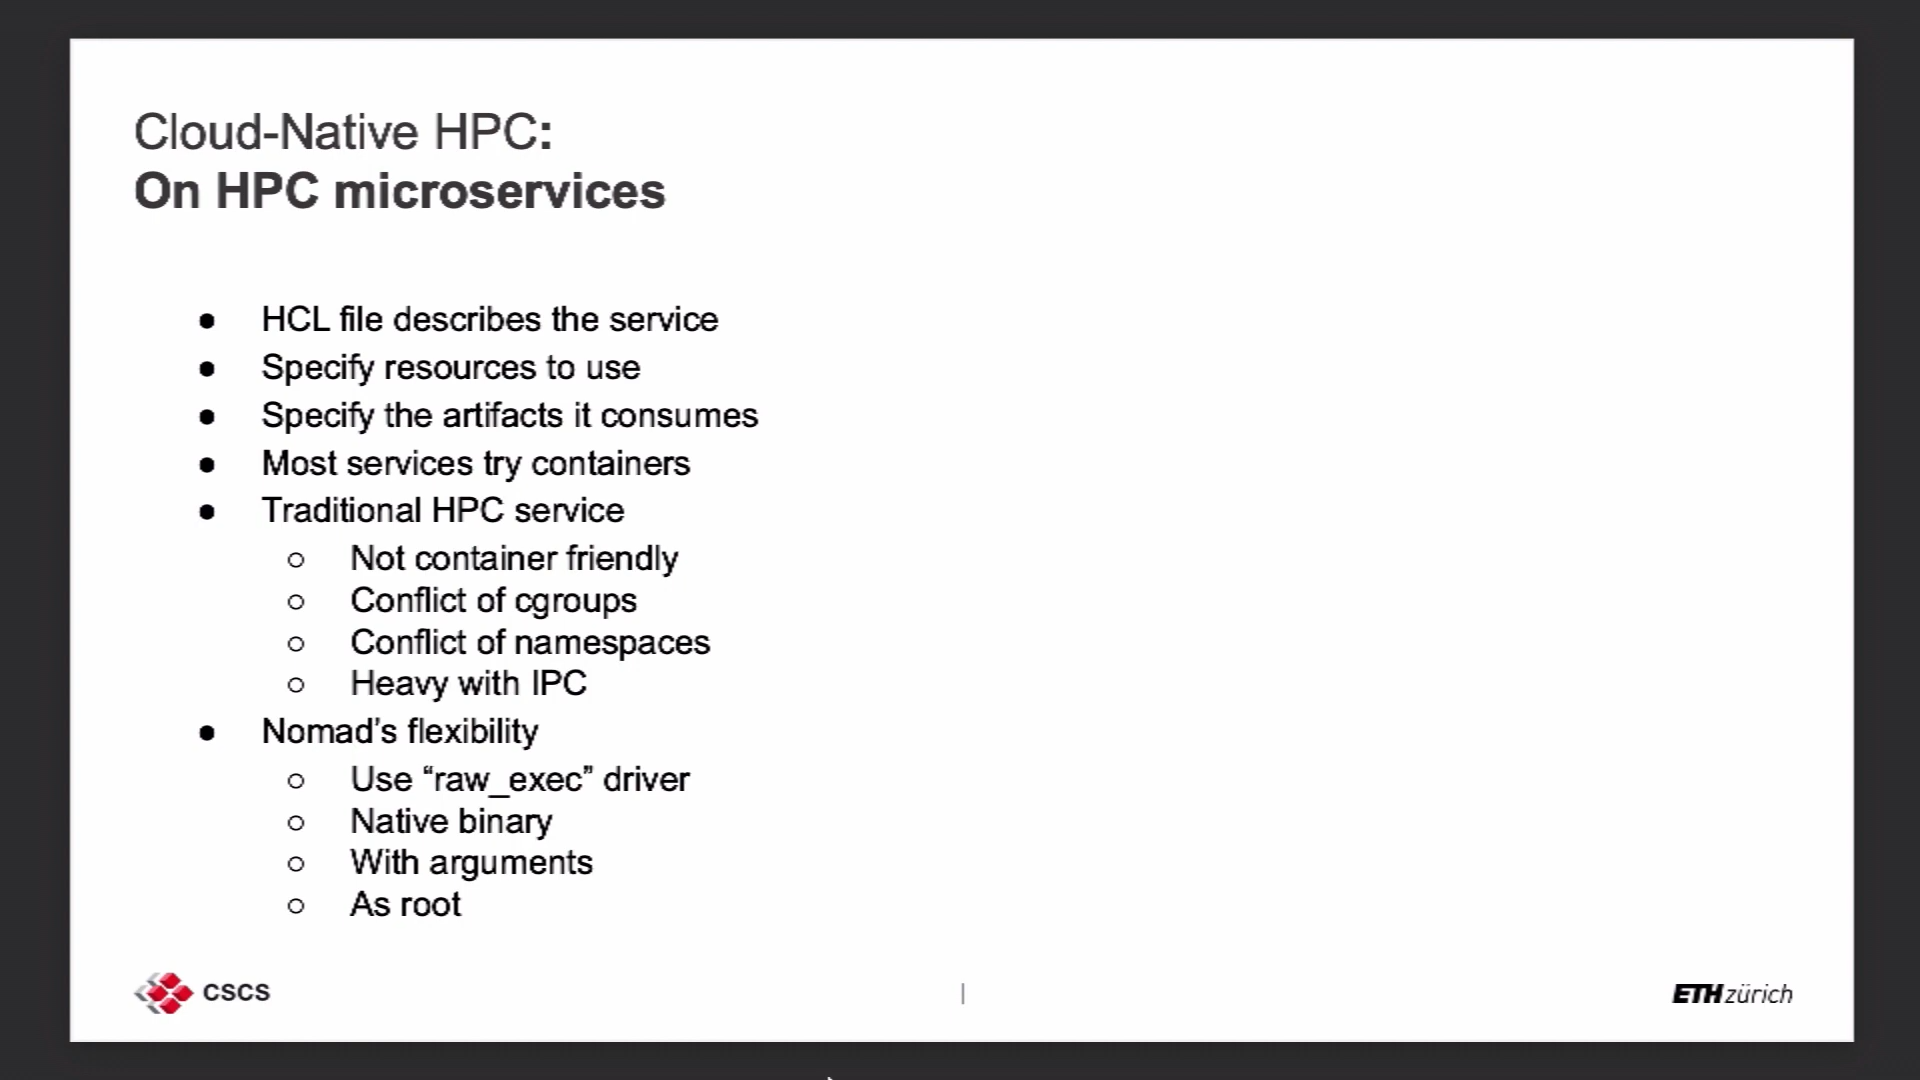 Cloud-Native HPC:
On HPC microservices
● HCL file describes the service
● Specify resources to use
● Specify the artifacts it consumes
● Most services try containers
● Traditional HPC service
○ Not container friendly
○ Conflict of cgroups
○ Conflict of namespaces
○ Heavy with IPC
● Nomad’s flexibility
○ Use “raw_exec” driver
○ Native binary
○ With arguments
○ As root
CSCS
|
ETH zürich